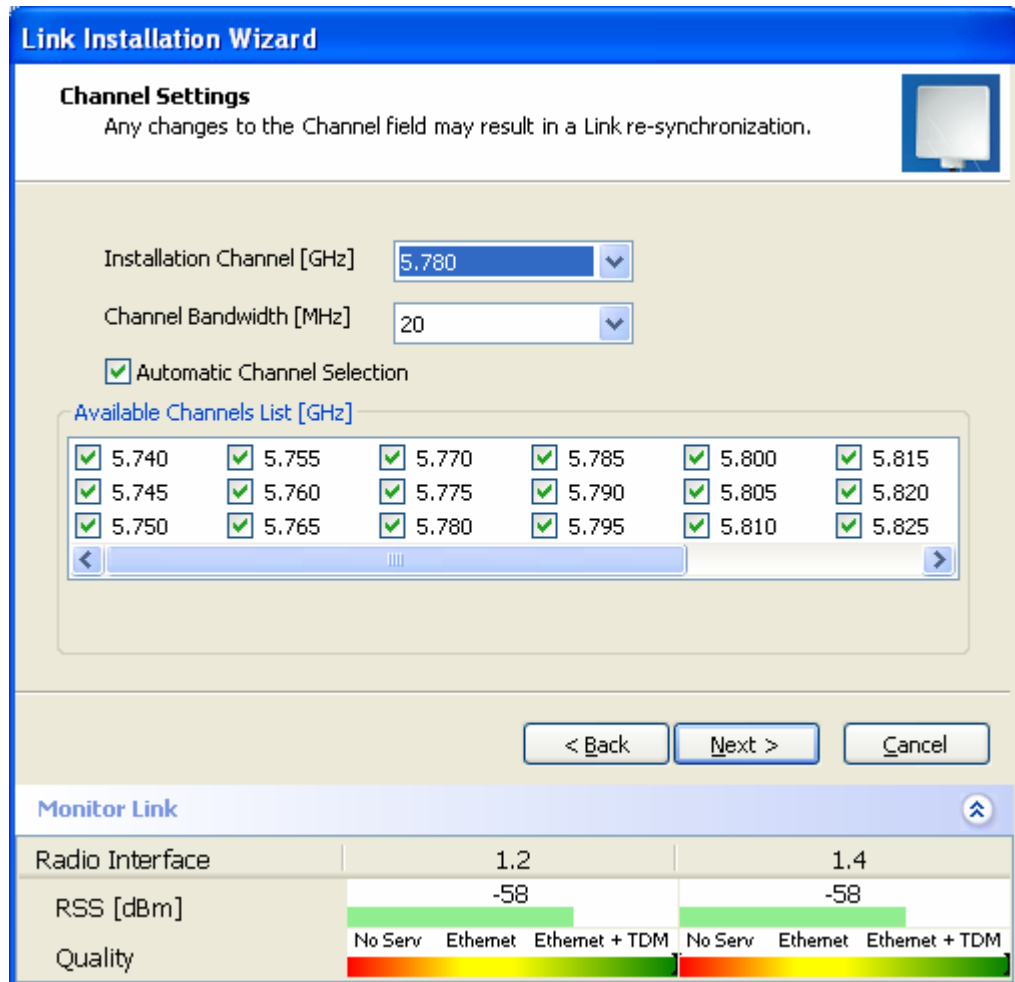 Link Installation Wizard
Channel Settings
Any changes to the Channel field may result in a Link re-synchronization.
Installation Channel [GHz] 5.780
Channel Bandwidth [MHz] 20
Automatic Channel Selection
Available Channels List [GHz]
5.740 5.755 5.770 5.785 5.800 5.815
5.745 5.760 5.775 5.790 5.805 5.820
5.750 5.765 5.780 5.795 5.810 5.825
< Back Next > Cancel
Monitor Link
Radio Interface 1.2 1.4
RSS [dBm] -58 -58
No Serv Ethernet Ethernet + TDM No Serv Ethernet Ethernet + TDM
Quality